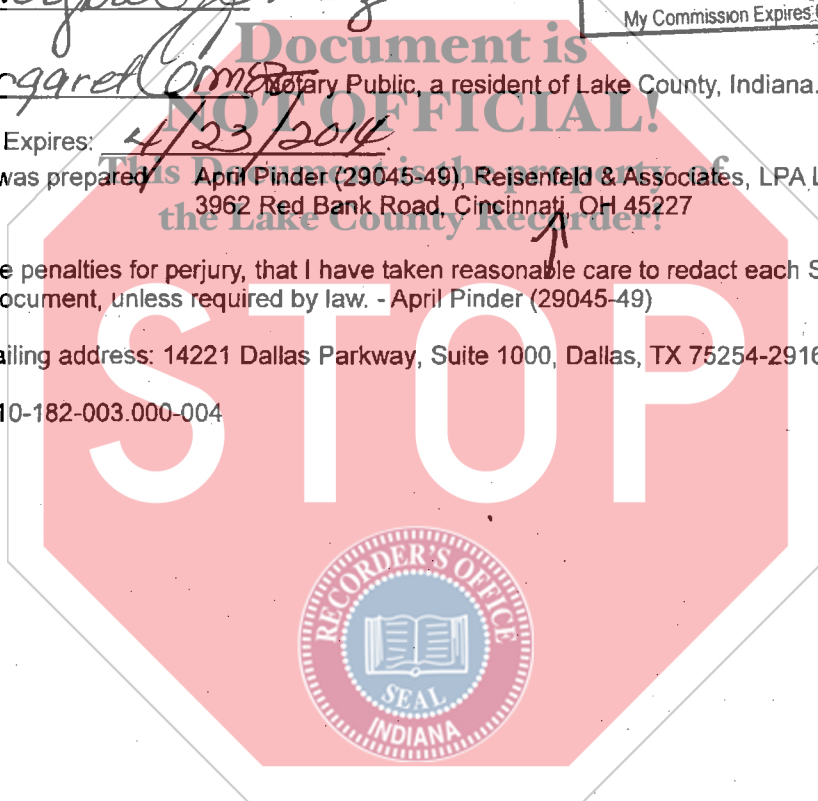 My Commission Expires
Document is
Notary Public, a resident of Lake County, Indiana.
NOT OFFICIAL!
Expires: 4/23/2014
This Document is the property of
was prepared April Pinder (29045-49), Reisenfeld & Associates, LPA L
3962 Red Bank Road, Cincinnati, OH 45227
the Lake County Recorder!
e penalties for perjury, that I have taken reasonable care to redact each S
ocument, unless required by law. - April Pinder (29045-49)
ailing address: 14221 Dallas Parkway, Suite 1000, Dallas, TX 75254-2916
10-182-003.000-004
STOP
RECORDER'S OFFICE
SEAL
INDIANA